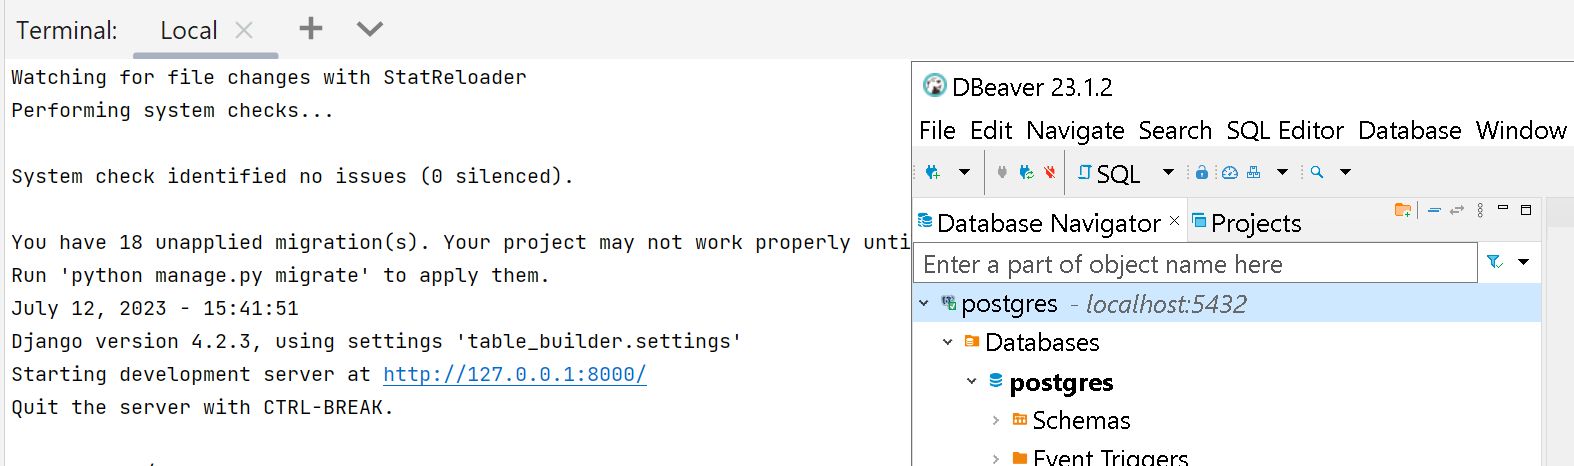 Terminal: Local
Watching for file changes with StatReloader
Performing system checks...
System check identified no issues (0 silenced).
You have 18 unapplied migration(s). Your project may not work properly unti
Run 'python manage.py migrate' to apply them.
July 12, 2023 - 15:41:51
Django version 4.2.3, using settings 'table_builder.settings'
Starting development server at http://127.0.0.1:8000/
Quit the server with CTRL-BREAK.
DBeaver 23.1.2
File Edit Navigate Search SQL Editor Database Window
SQL
Database Navigator Projects
Enter a part of object name here
postgres - localhost:5432
Databases
postgres
Schemas
Event Triggers